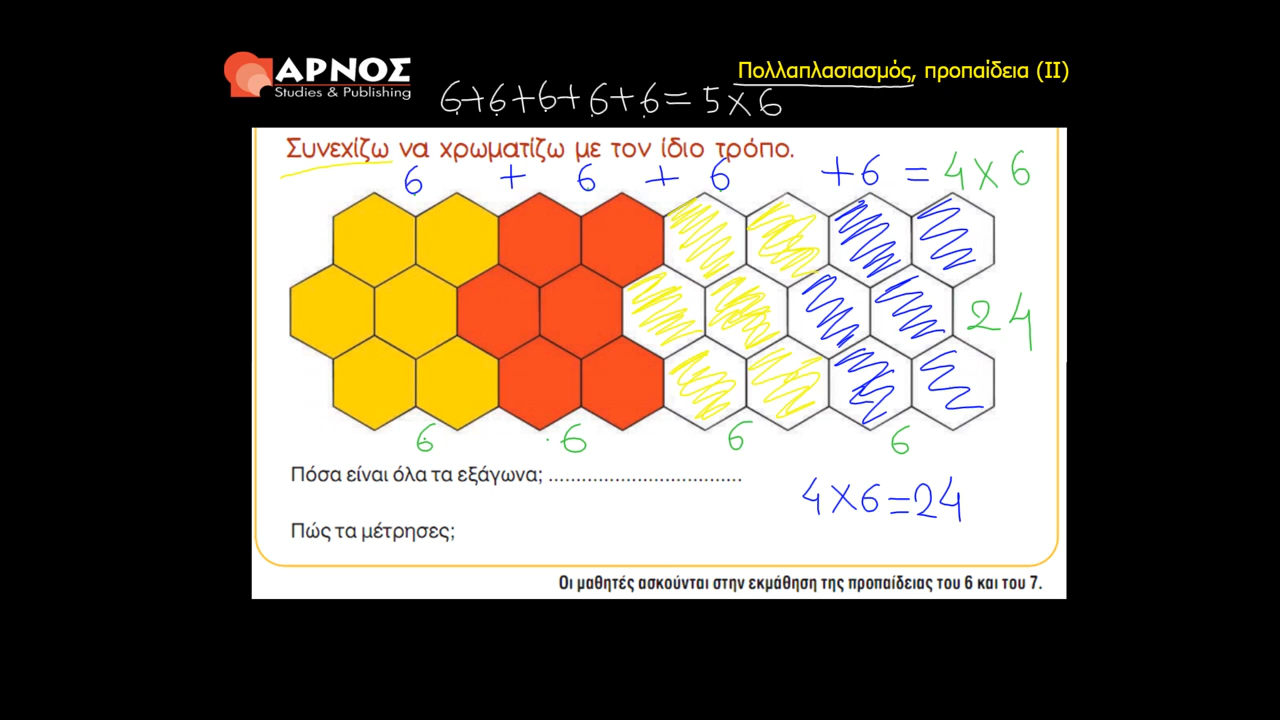 ΑΡΝΟΣ
Studies & Publishing
Πολλαπλασιασμός, προπαίδεια (II)
6+6+6+6+6=5×6
Συνεχίζω να χρωματίζω με τον ίδιο τρόπο.
6 + 6 + 6 +6 = 4×6
24
6 6 6 6
Πόσα είναι όλα τα εξάγωνα; ...................................
4×6=24
Πώς τα μέτρησες;
Οι μαθητές ασκούνται στην εκμάθηση της προπαίδειας του 6 και του 7.